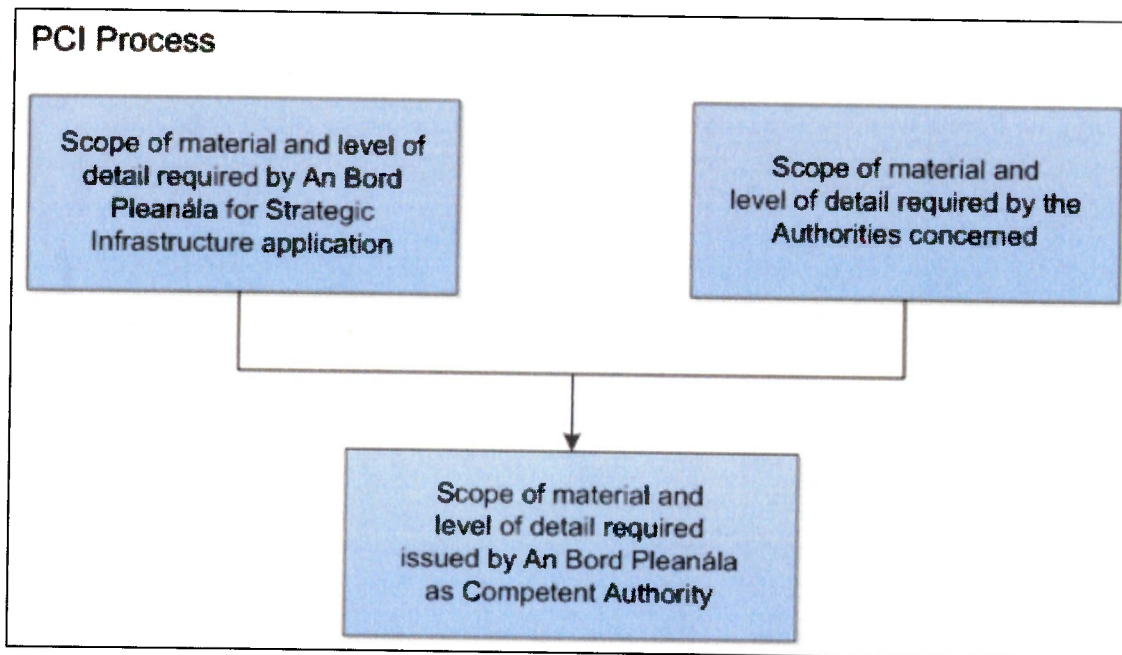 PCI Process
Scope of material and level of
detail required by An Bord
Pleanála for Strategic
Infrastructure application
Scope of material and
level of detail required by the
Authorities concerned
Scope of material and
level of detail required
issued by An Bord Pleanála
as Competent Authority